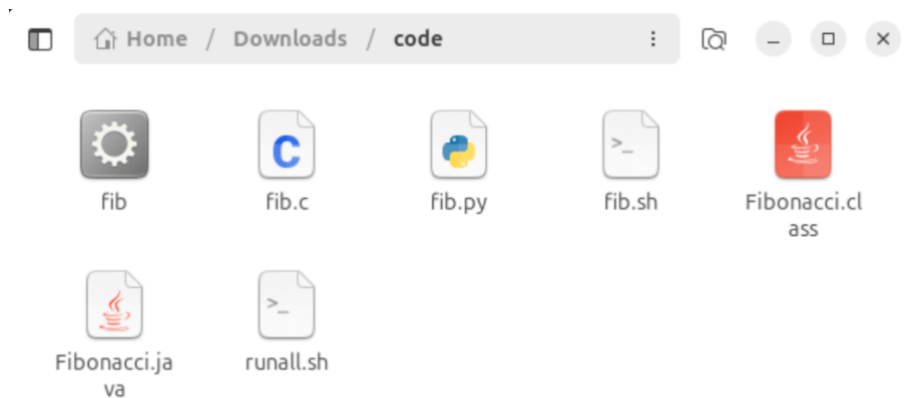 Home / Downloads / code
fib
fib.c
fib.py
fib.sh
Fibonacci.cl
ass
Fibonacci.ja
va
runall.sh